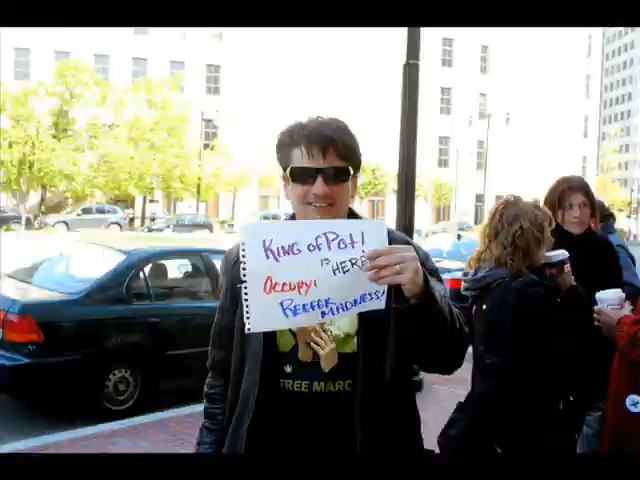 KING OF POT!
IS HERE
OCCUPY,
REEFER MADNESS!
FREE MARC